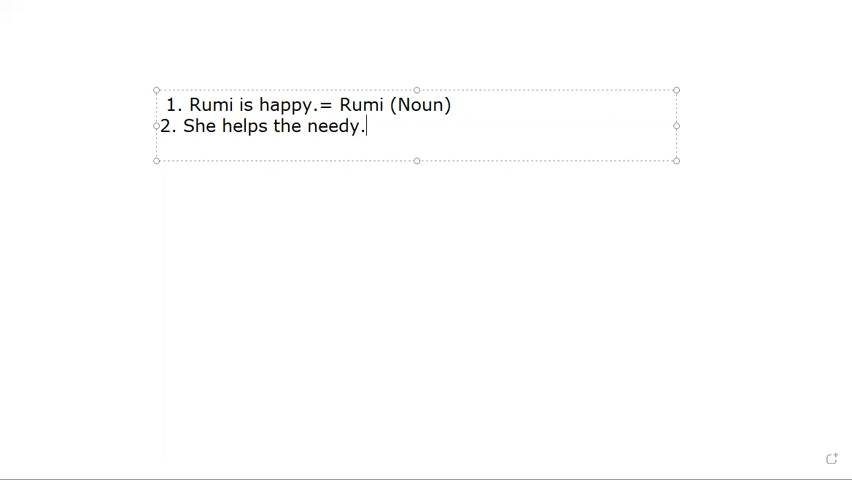 1. Rumi is happy.= Rumi (Noun)
2. She helps the needy.